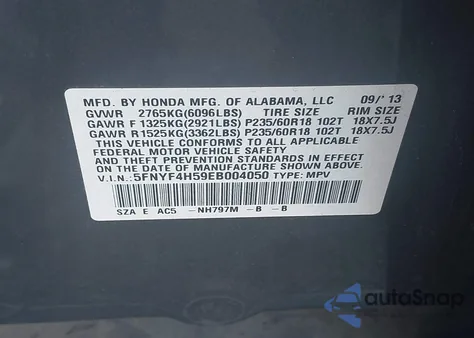 MFD. BY HONDA MFG. OF ALABAMA, LLC 09/'13
GVWR 2765KG(6096LBS) TIRE SIZE RIM SIZE
GAWR F 1325KG(2921LBS) P235/60R18 102T 18X7.5J
GAWR R1525KG(3362LBS) P235/60R18 102T 18X7.5J
THIS VEHICLE CONFORMS TO ALL APPLICABLE
FEDERAL MOTOR VEHICLE SAFETY
AND THEFT PREVENTION STANDARDS IN EFFECT
ON THE DATE OF MANUFACTURE SHOWN ABOVE.
V.I.N.:5FNYF4H59EB004050 TYPE: MPV
SZA E AC5 -NH797M -B -B
autoSnap